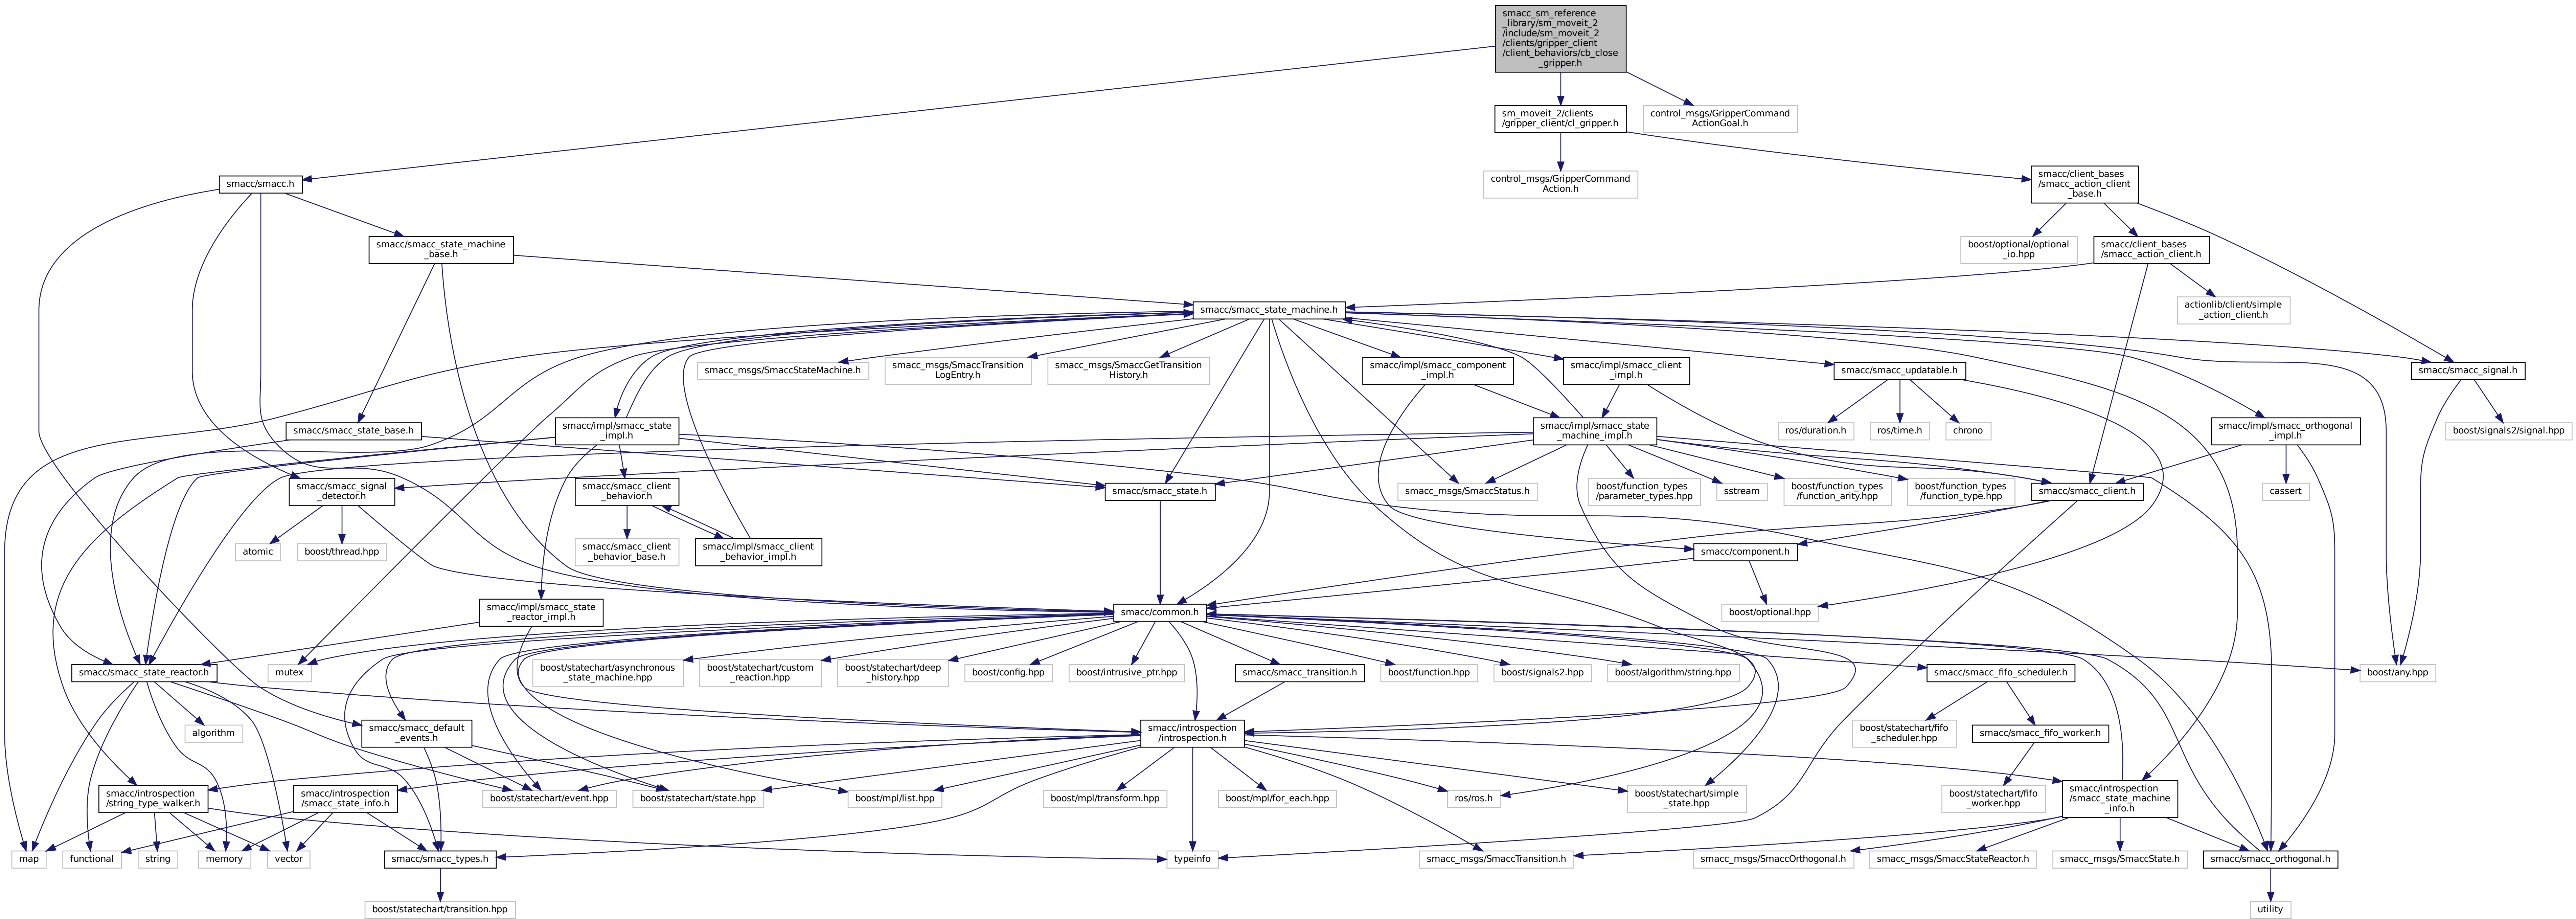 smacc_sm_reference
_library/sm_moveit_2
/include/sm_moveit_2
/clients/gripper_client
/client_behaviors/cb_close
_gripper.h
sm_moveit_2/clients
/gripper_client/cl_gripper.h
control_msgs/GripperCommand
ActionGoal.h
smacc/smacc.h
control_msgs/GripperCommand
Action.h
smacc/client_bases
/smacc_action_client
_base.h
smacc/smacc_state_machine
_base.h
boost/optional/optional
_io.hpp
smacc/client_bases
/smacc_action_client.h
smacc/smacc_state_machine.h
actionlib/client/simple
_action_client.h
smacc_msgs/SmaccStateMachine.h
smacc_msgs/SmaccTransition
LogEntry.h
smacc_msgs/SmaccGetTransition
History.h
smacc/impl/smacc_component
_impl.h
smacc/impl/smacc_client
_impl.h
smacc/smacc_updatable.h
smacc/smacc_signal.h
smacc/smacc_state_base.h
smacc/impl/smacc_state
_impl.h
smacc/impl/smacc_state
_machine_impl.h
ros/duration.h
ros/time.h
chrono
smacc/impl/smacc_orthogonal
_impl.h
boost/signals2/signal.hpp
smacc/smacc_signal
_detector.h
smacc/smacc_client
_behavior.h
smacc/smacc_state.h
smacc_msgs/SmaccStatus.h
boost/function_types
/parameter_types.hpp
sstream
boost/function_types
/function_arity.hpp
boost/function_types
/function_type.hpp
smacc/smacc_client.h
cassert
atomic
boost/thread.hpp
smacc/smacc_client
_behavior_base.h
smacc/impl/smacc_client
_behavior_impl.h
smacc/component.h
smacc/impl/smacc_state
_reactor_impl.h
smacc/common.h
boost/optional.hpp
smacc/smacc_state_reactor.h
mutex
boost/statechart/asynchronous
_state_machine.hpp
boost/statechart/custom
_reaction.hpp
boost/statechart/deep
_history.hpp
boost/config.hpp
boost/intrusive_ptr.hpp
smacc/smacc_transition.h
boost/function.hpp
boost/signals2.hpp
boost/algorithm/string.hpp
smacc/smacc_fifo_scheduler.h
boost/any.hpp
algorithm
smacc/smacc_default
_events.h
smacc/introspection
/introspection.h
boost/statechart/fifo
_scheduler.hpp
smacc/smacc_fifo_worker.h
smacc/introspection
/string_type_walker.h
smacc/introspection
/smacc_state_info.h
boost/statechart/event.hpp
boost/statechart/state.hpp
boost/mpl/list.hpp
boost/mpl/transform.hpp
boost/mpl/for_each.hpp
ros/ros.h
boost/statechart/simple
_state.hpp
boost/statechart/fifo
_worker.hpp
smacc/introspection
/smacc_state_machine
_info.h
map
functional
string
memory
vector
smacc/smacc_types.h
typeinfo
smacc_msgs/SmaccTransition.h
smacc_msgs/SmaccOrthogonal.h
smacc_msgs/SmaccStateReactor.h
smacc_msgs/SmaccState.h
smacc/smacc_orthogonal.h
boost/statechart/transition.hpp
utility